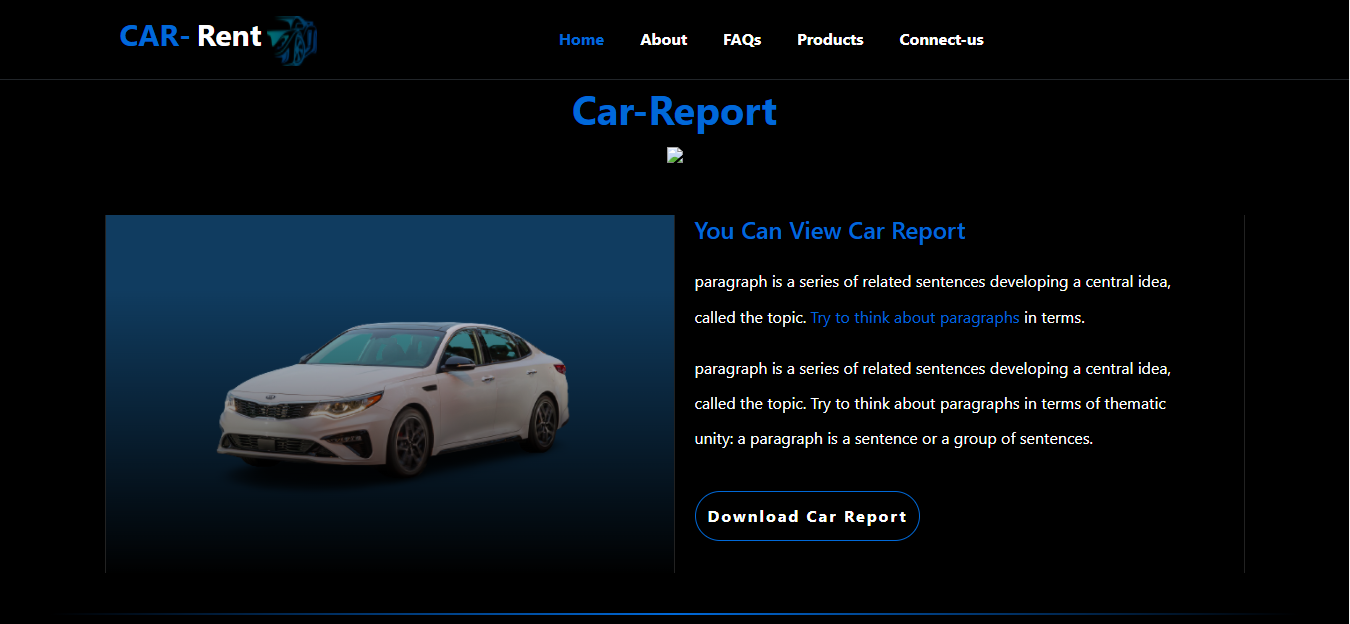 CAR- Rent
Home About FAQs Products Connect-us
Car-Report
You Can View Car Report
paragraph is a series of related sentences developing a central idea,
called the topic. Try to think about paragraphs in terms.
paragraph is a series of related sentences developing a central idea,
called the topic. Try to think about paragraphs in terms of thematic
unity: a paragraph is a sentence or a group of sentences.
Download Car Report